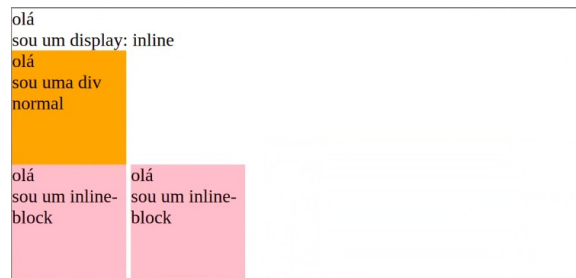 olá
sou um display: inline
olá
sou uma div
normal
olá
sou um inline-
block
olá
sou um inline-
block